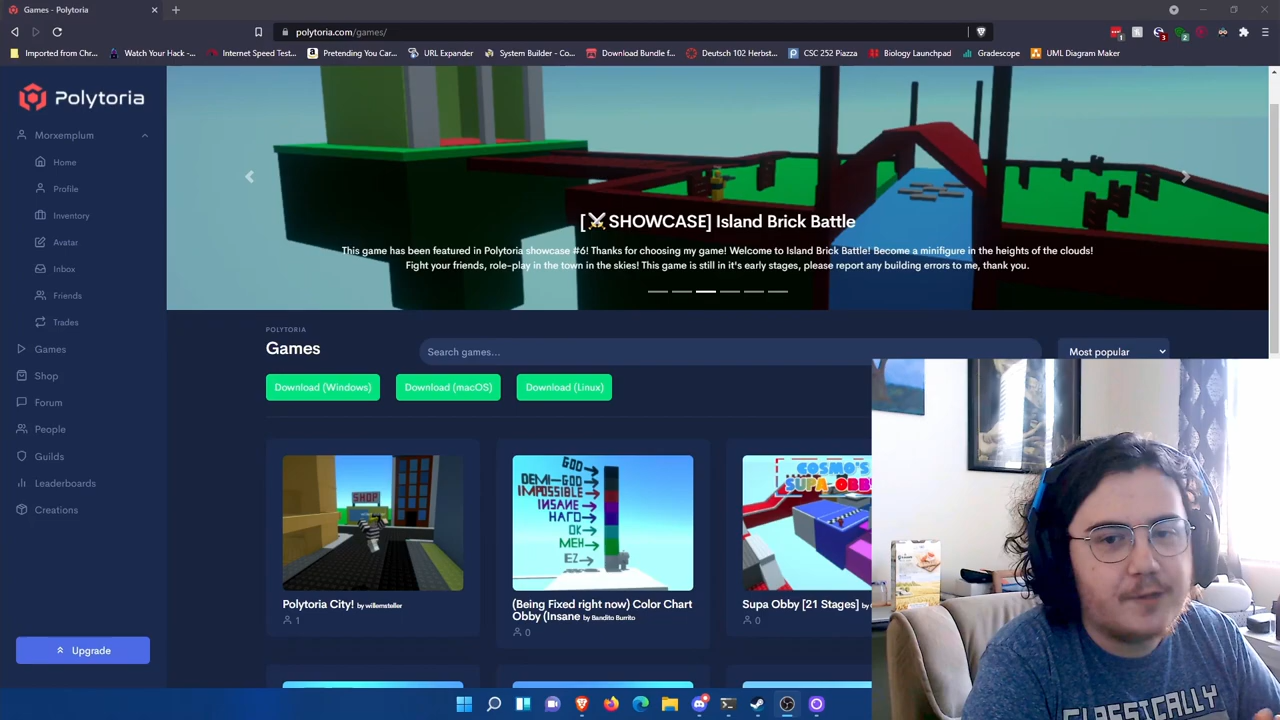 Games - Polytoria
polytoria.com/games/
Imported from Chr...
Watch Your Hack -...
Internet Speed Test...
Pretending You Car...
URL Expander
System Builder - Co...
Download Bundle f...
Deutsch 102 Herbst...
CSC 252 Piazza
Biology Launchpad
Gradescope
UML Diagram Maker
Polytoria
Morxemplum
Home
Profile
Inventory
Avatar
Inbox
Friends
Trades
Games
Shop
Forum
People
Guilds
Leaderboards
Creations
Upgrade
[⚔️SHOWCASE] Island Brick Battle
This game has been featured in Polytoria showcase #6! Thanks for choosing my game! Welcome to Island Brick Battle! Become a minifigure in the heights of the clouds!
Fight your friends, role-play in the town in the skies! This game is still in it's early stages, please report any building errors to me, thank you.
POLYTORIA
Games
Search games...
Most popular
Download (Windows)
Download (macOS)
Download (Linux)
SHOP
Polytoria City! by willemsteller
1
GOD
DEMI-GOD
IMPOSSIBLE
INSANE
HARD
OK
MEH
EZ
(Being Fixed right now) Color Chart
Obby (Insane by Bandito Burrito
0
COSMO'S
SUPA-OBBY
Supa Obby [21 Stages] by
0
CLASSICALLY